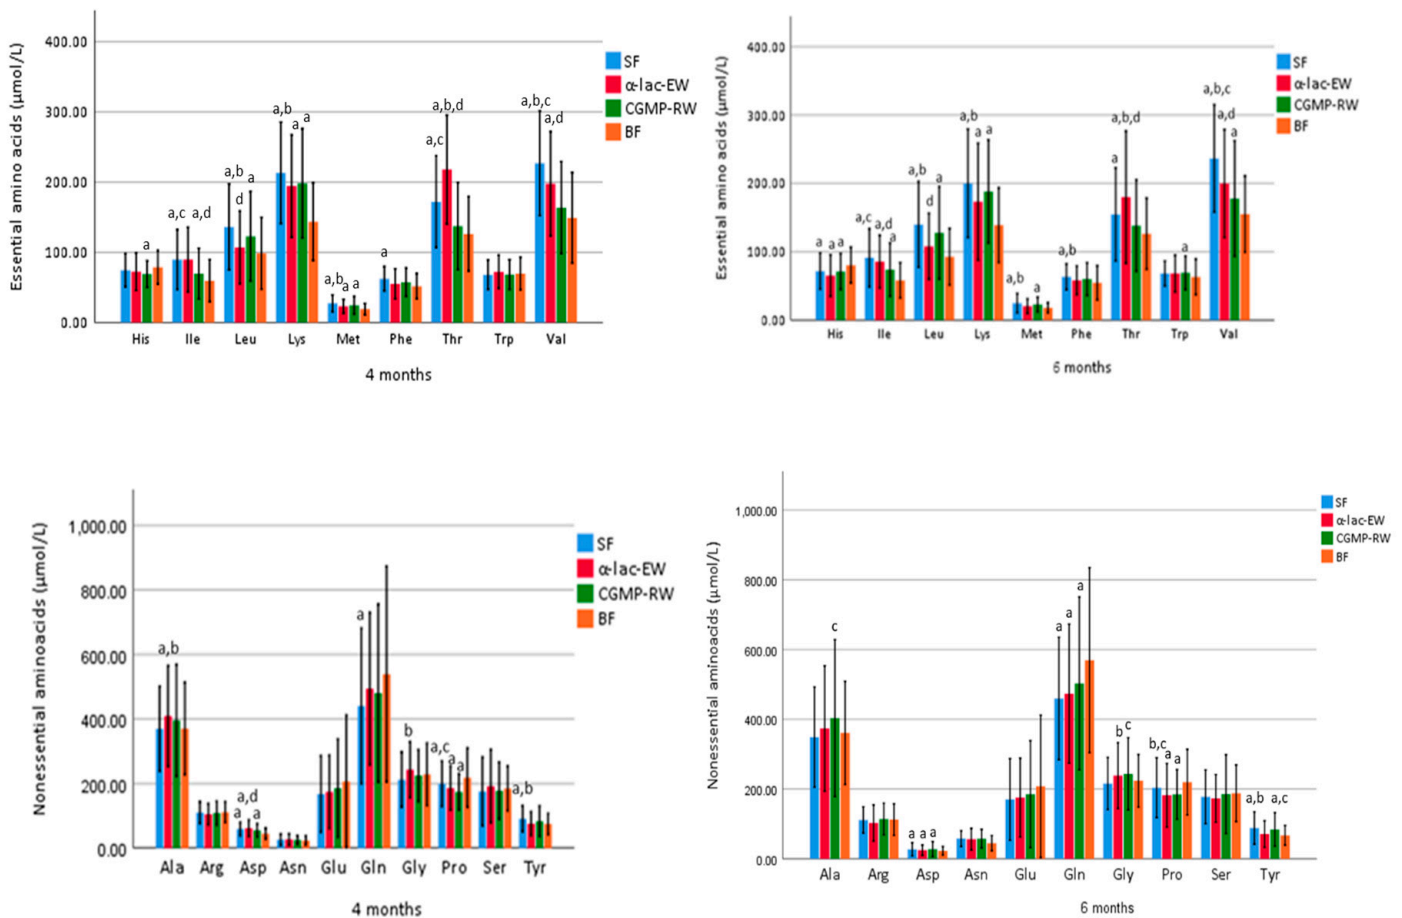 Essential amino acids (μmol/L)
400.00
300.00
200.00
100.00
0.00
a
a,c
a,d
a,b
d
a
a,b
a
a
a,b
a
a
a
a,c
a,b,d
a,b,c
a,d
His Ile Leu Lys Met Phe Thr Trp Val
4 months
SF
α-lac-EW
CGMP-RW
BF
Essential amino acids (μmol/L)
400.00
300.00
200.00
100.00
0.00
a
a
a
a,c
a,d
a
a,b
d
a
a,b
a
a
a,b
a
a,b
a
a,b,d
a
a,b,c
a,d
a
His Ile Leu Lys Met Phe Thr Trp Val
6 months
SF
α-lac-EW
CGMP-RW
BF
Nonessential aminoacids (μmol/L)
1,000.00
800.00
600.00
400.00
200.00
0.00
a,b
a
a,d
a
a
b
a,c
a
a
a,b
Ala Arg Asp Asn Glu Gln Gly Pro Ser Tyr
4 months
SF
α-lac-EW
CGMP-RW
BF
Nonessential aminoacids (μmol/L)
1,000.00
800.00
600.00
400.00
200.00
0.00
c
a
a
a
a
a
a
b
c
b,c
a
a
a,b
a,c
Ala Arg Asp Asn Glu Gln Gly Pro Ser Tyr
6 months
SF
α-lac-EW
CGMP-RW
BF